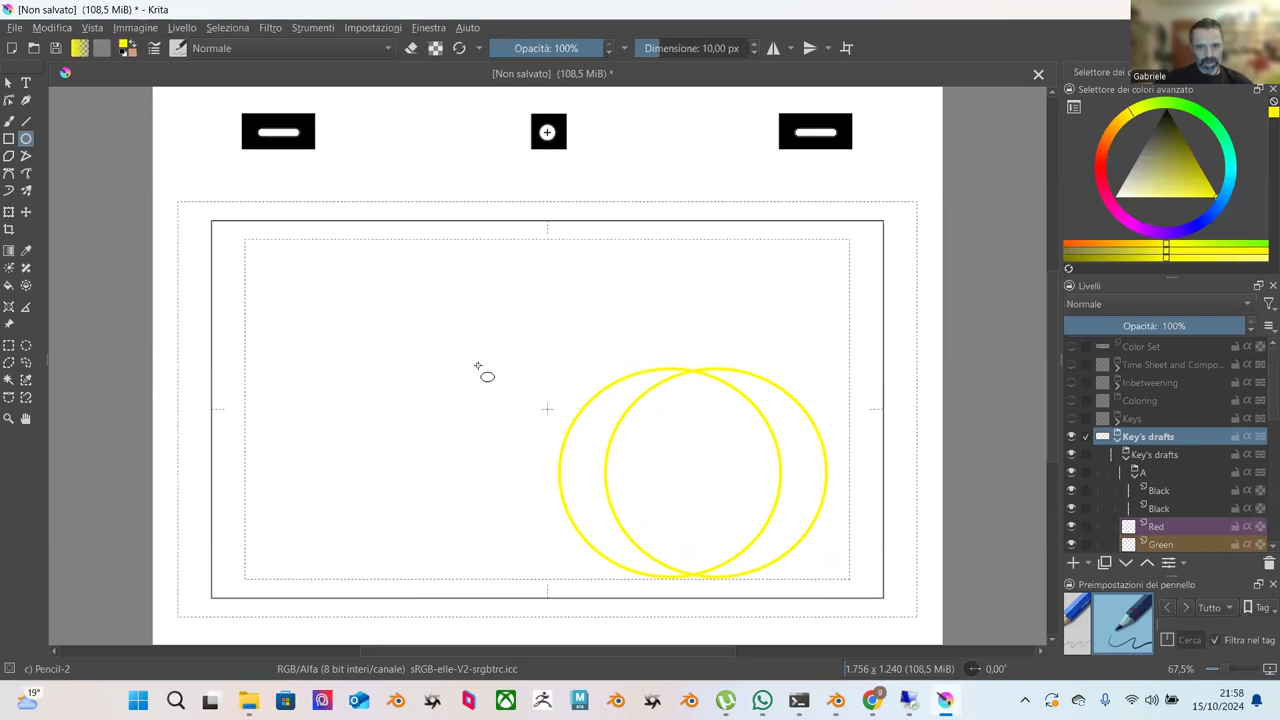 [Non salvato] (108,5 MiB) * - Krita
File Modifica Vista Immagine Livello Seleziona Filtro Strumenti Impostazioni Finestra Aiuto
Normale
Opacità: 100%
Dimensione: 10,00 px
[Non salvato] (108,5 MiB) *
Gabriele
Selettore dei co
Selettore dei colori avanzato
Livelli
Normale
Opacità: 100%
Color Set
Time Sheet and Compo...
Inbetweening
Coloring
Keys
Key's drafts
Key's drafts
A
Black
Black
Red
Green
Preimpostazioni del pennello
Tutto
Tag
Cerca
Filtra nel tag
c) Pencil-2
RGB/Alfa (8 bit interi/canale) sRGB-elle-V2-srgbtrc.icc
1.756 x 1.240 (108,5 MiB)
0,00°
67,5%
19°
21:58
15/10/2024